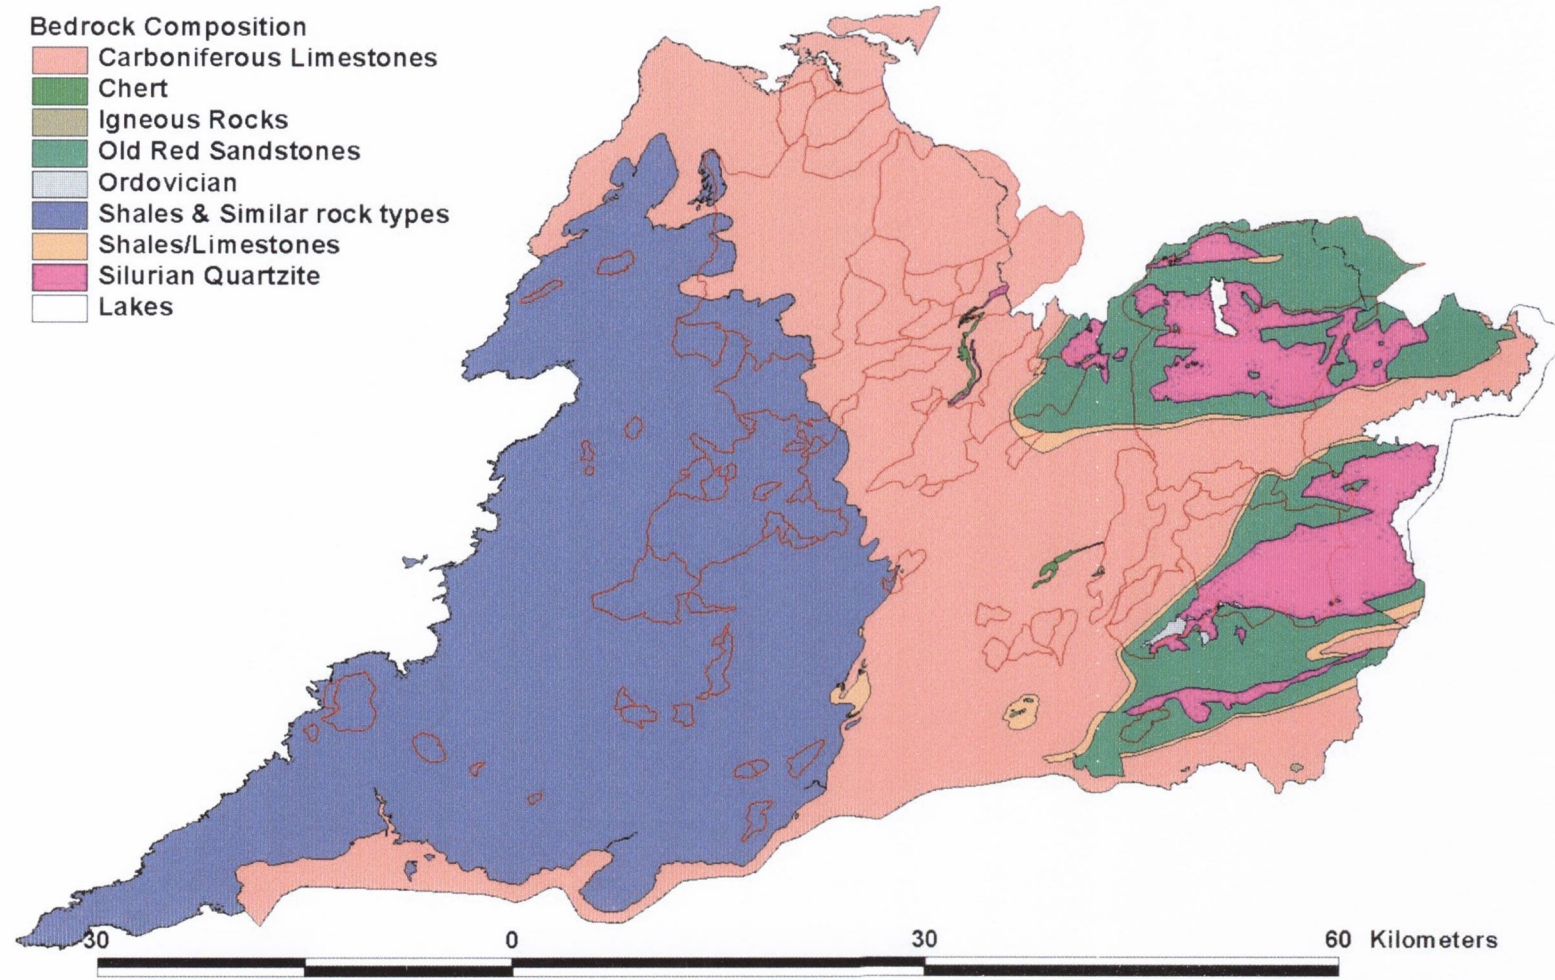 Bedrock Composition
Carboniferous Limestones
Chert
Igneous Rocks
Old Red Sandstones
Ordovician
Shales & Similar rock types
Shales/Limestones
Silurian Quartzite
Lakes
30 0 30 60 Kilometers